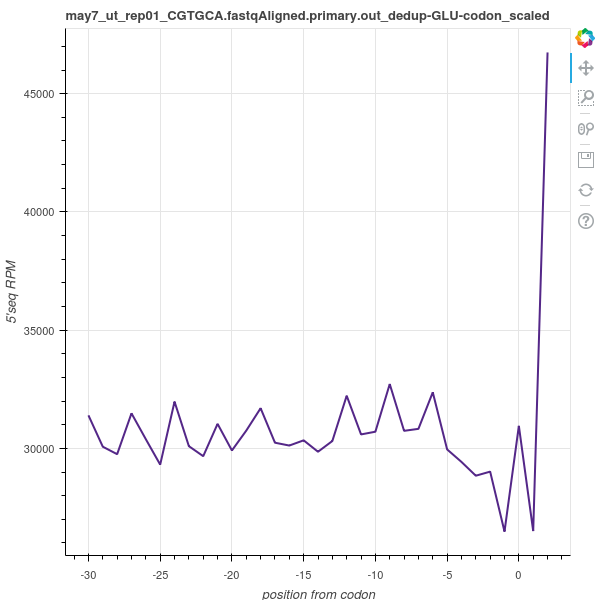 may7_ut_rep01_CGTGCA.fastqAligned.primary.out_dedup-GLU-codon_scaled
45000
40000
35000
30000
5'seq RPM
-30 -25 -20 -15 -10 -5 0
position from codon